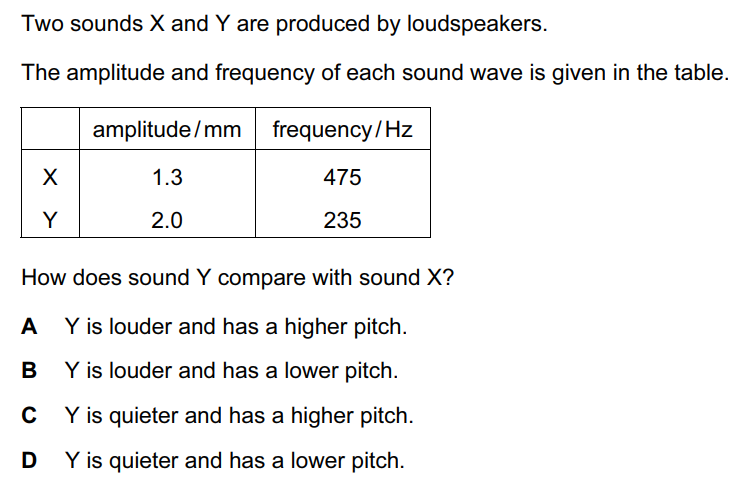 Two sounds X and Y are produced by loudspeakers.
The amplitude and frequency of each sound wave is given in the table.
amplitude/mm frequency/Hz
X 1.3 475
Y 2.0 235
How does sound Y compare with sound X?
A Y is louder and has a higher pitch.
B Y is louder and has a lower pitch.
C Y is quieter and has a higher pitch.
D Y is quieter and has a lower pitch.